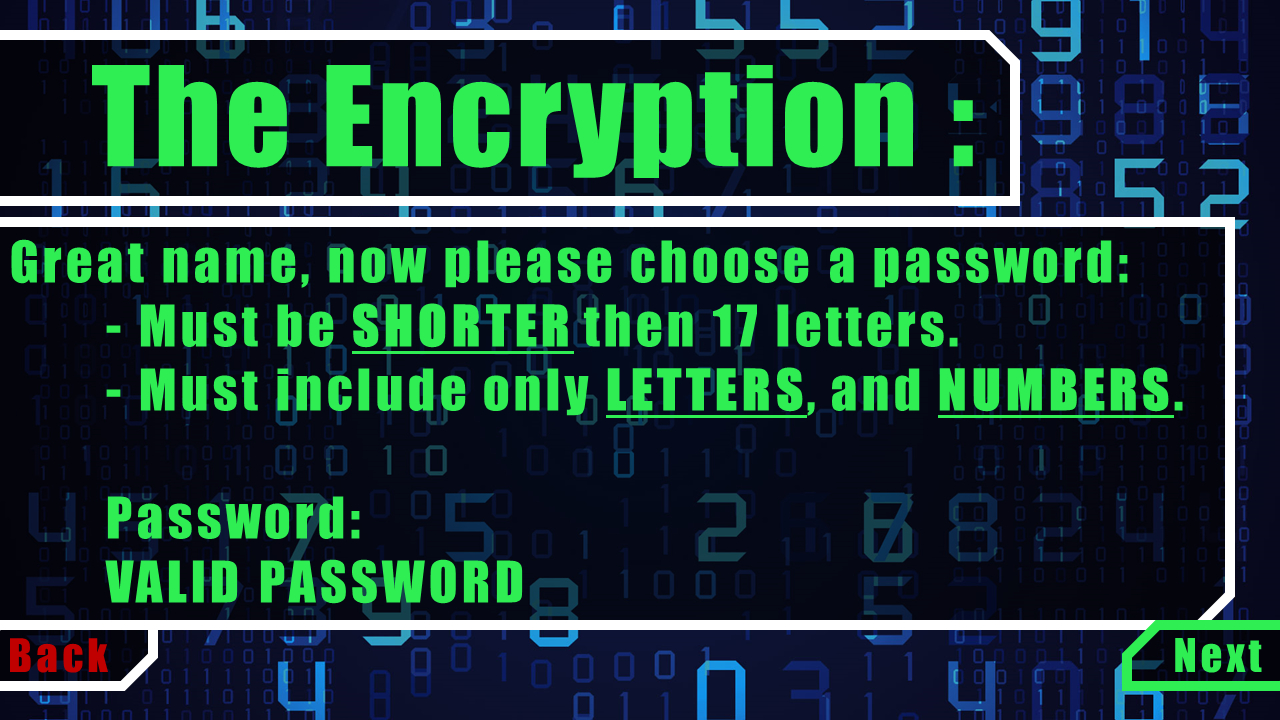 The Encryption :
Great name, now please choose a password:
- Must be SHORTER then 17 letters.
- Must include only LETTERS, and NUMBERS.
Password:
VALID PASSWORD
Back
Next